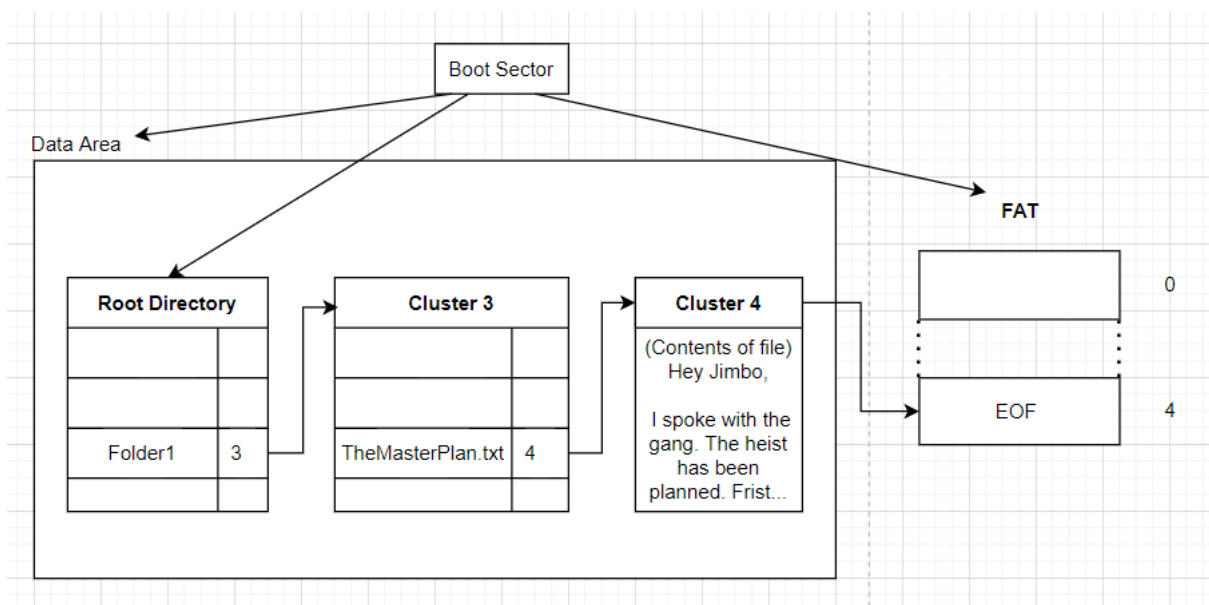 Boot Sector
Data Area
FAT
Root Directory
Cluster 3
Cluster 4
0
(Contents of file)
Hey Jimbo,
I spoke with the
gang. The heist
has been
planned. Frist...
EOF
4
Folder1 3
TheMasterPlan.txt 4